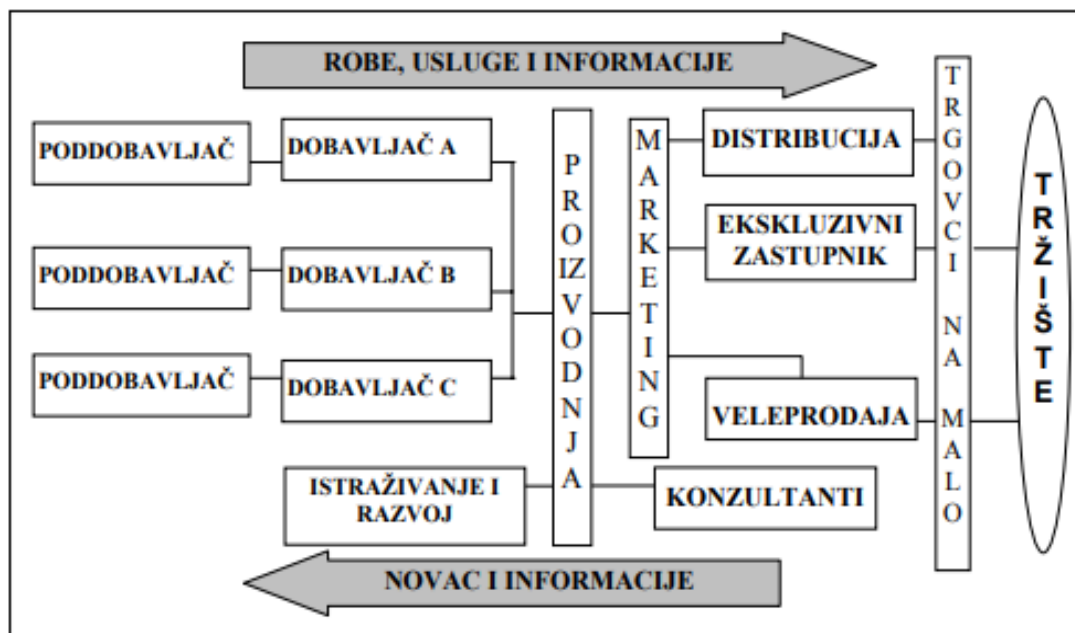 ROBE, USLUGE I INFORMACIJE
PODDOBAVLJAČ
DOBAVLJAČ A
PODDOBAVLJAČ
DOBAVLJAČ B
PODDOBAVLJAČ
DOBAVLJAČ C
ISTRAŽIVANJE I
RAZVOJ
PROIZVODNJA
MARKETING
DISTRIBUCIJA
EKSKLUZIVNI
ZASTUPNIK
VELEPRODAJA
KONZULTANTI
TRGOVCI NA MALO
TRŽIŠTE
NOVAC I INFORMACIJE